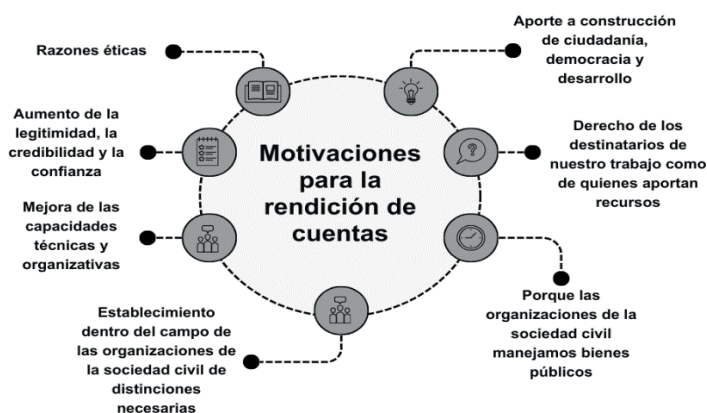 Motivaciones
para la
rendición de
cuentas
Razones éticas
Aumento de la
legitimidad, la
credibilidad y la
confianza
Mejora de las
capacidades
técnicas y
organizativas
Establecimiento
dentro del campo de
las organizaciones de
la sociedad civil de
distinciones
necesarias
Aporte a construcción
de ciudadanía,
democracia y
desarrollo
Derecho de los
destinatarios de
nuestro trabajo como
de quienes aportan
recursos
Porque las
organizaciones de la
sociedad civil
manejamos bienes
públicos